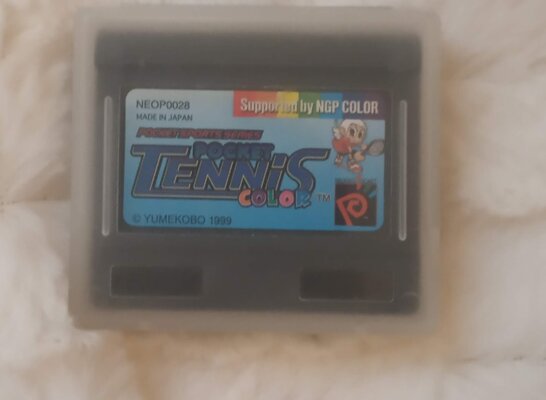 NEOP0028
Supported by NGP COLOR
MADE IN JAPAN
POCKET SPORTS SERIES
POCKET
TENNIS
COLOR TM
© YUMEKOBO 1999